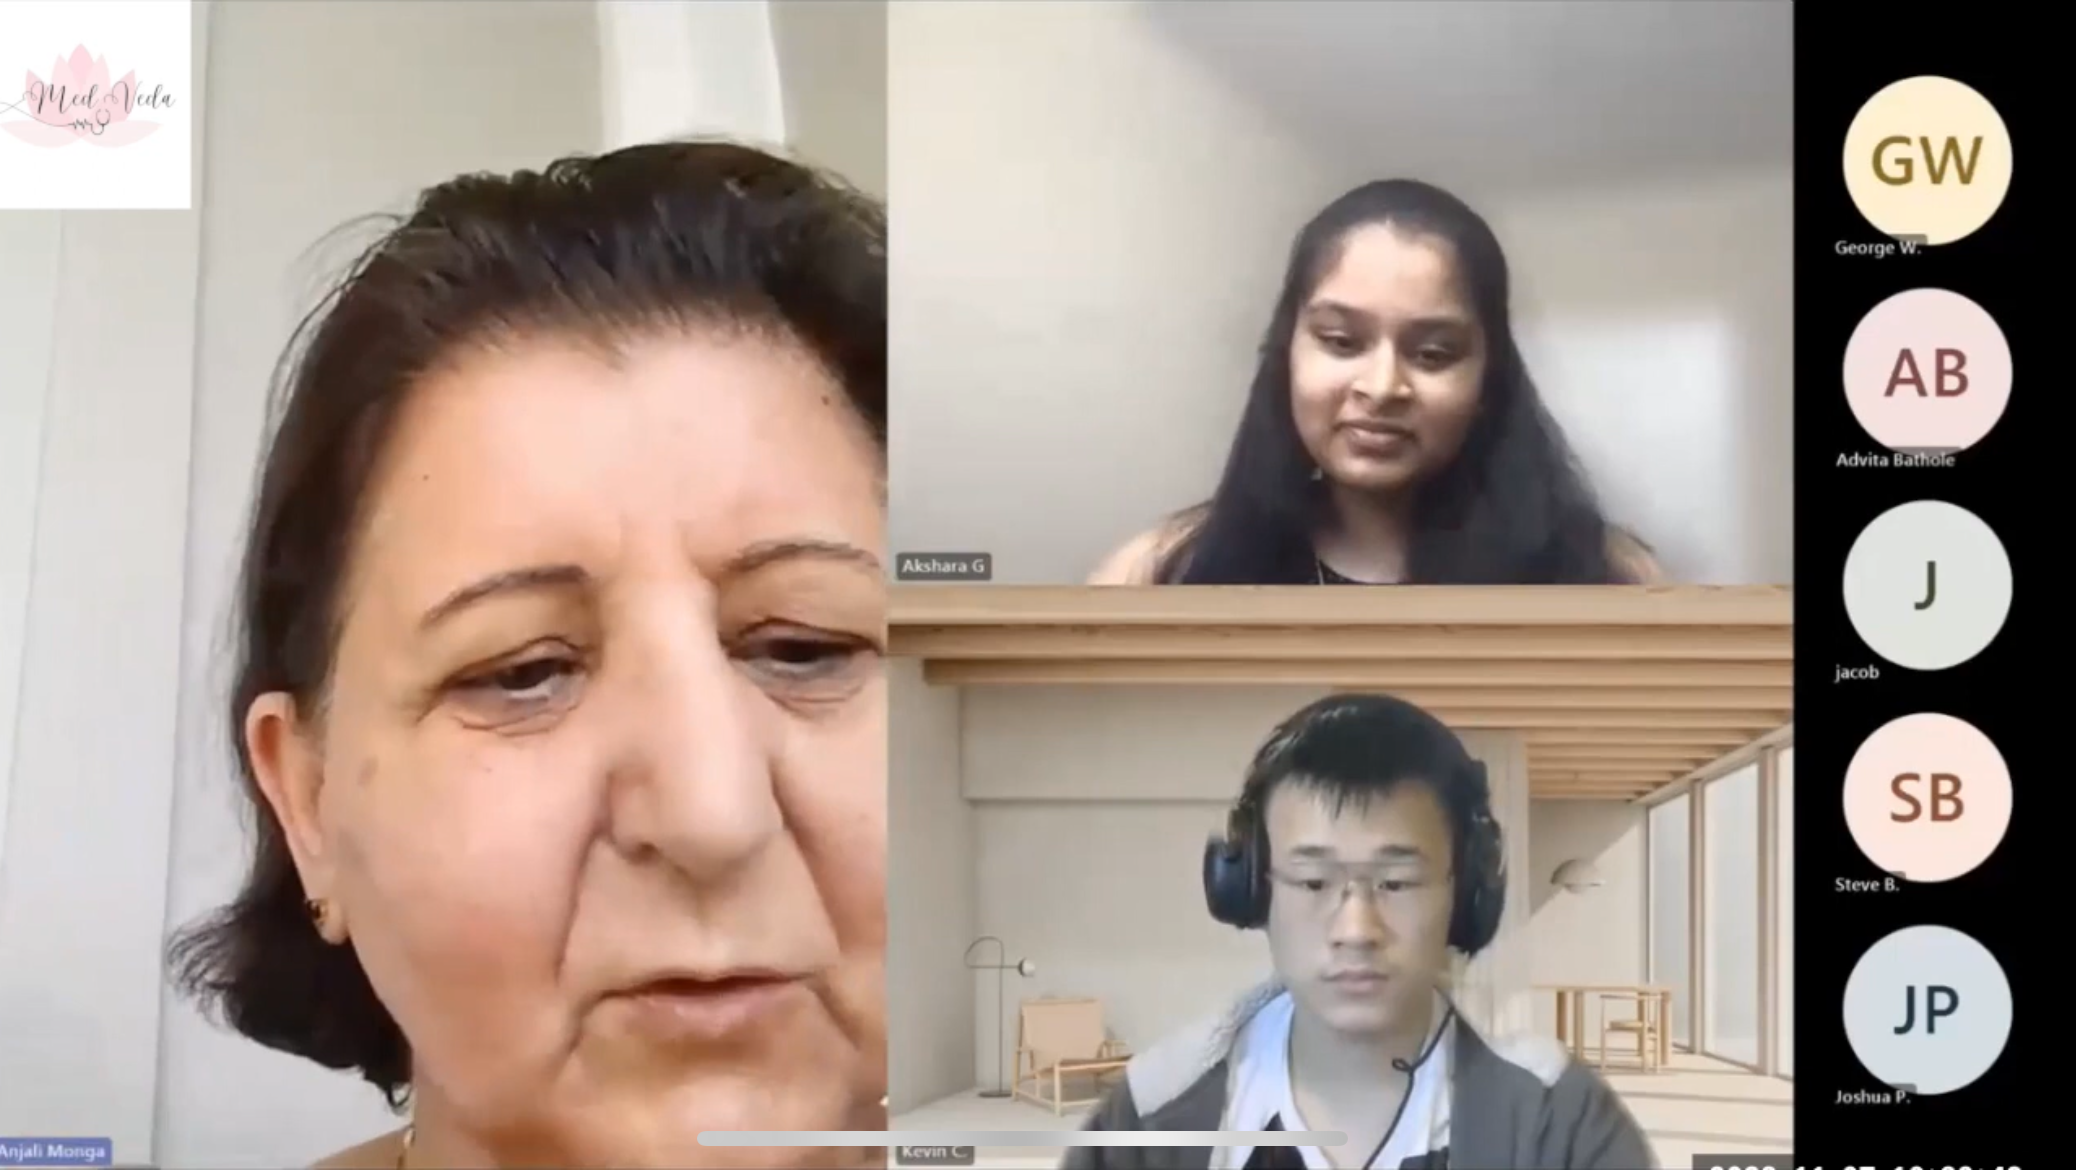 Med Veda
Anjali Monga
Akshara G
Kevin C.
GW
George W.
AB
Advita Bathole
J
jacob
SB
Steve B.
JP
Joshua P.